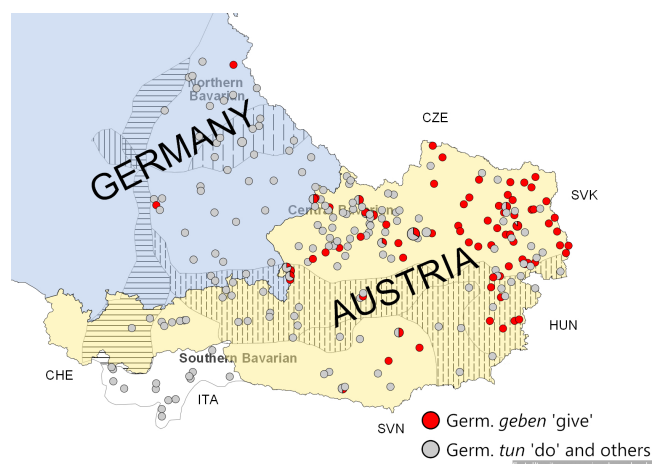 CZE
Northern
Bavarian
GERMANY
SVK
Central Bavarian
AUSTRIA
HUN
Southern Bavarian
CHE
ITA
SVN
Germ. geben 'give'
Germ. tun 'do' and others